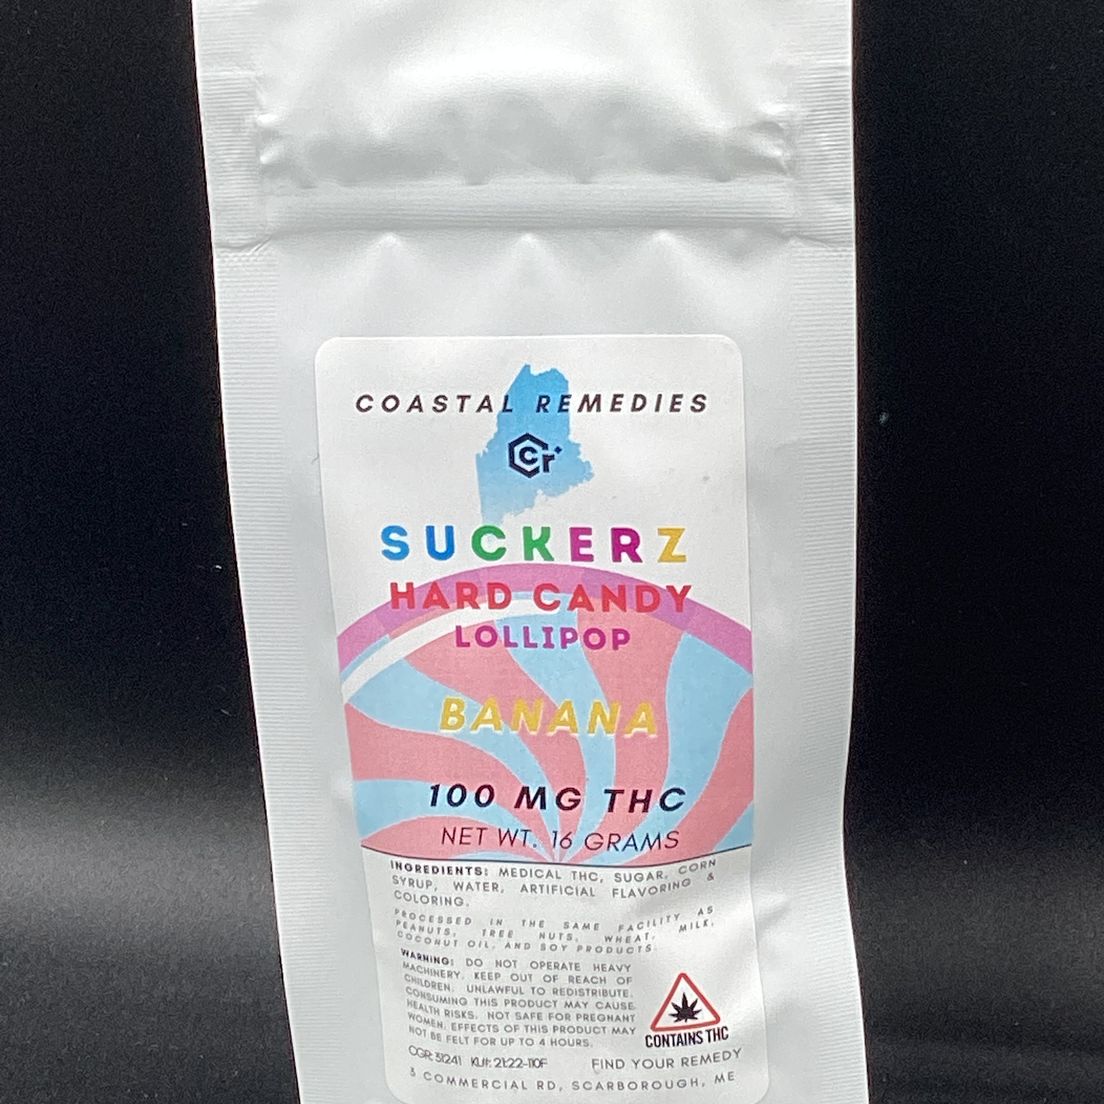 COASTAL REMEDIES
Cr
SUCKERZ
HARD CANDY
LOLLIPOP
BANANA
100 MG THC
NET WT. 16 GRAMS
INGREDIENTS: MEDICAL THC, SUGAR, CORN
SYRUP, WATER, ARTIFICIAL FLAVORING &
COLORING.
PROCESSED IN THE SAME FACILITY AS
PEANUTS, TREE NUTS, WHEAT, MILK,
COCONUT OIL, AND SOY PRODUCTS.
WARNING: DO NOT OPERATE HEAVY
MACHINERY. KEEP OUT OF REACH OF
CHILDREN. UNLAWFUL TO REDISTRIBUTE.
CONSUMING THIS PRODUCT MAY CAUSE
HEALTH RISKS. NOT SAFE FOR PREGNANT
WOMEN. EFFECTS OF THIS PRODUCT MAY
NOT BE FELT FOR UP TO 4 HOURS.
CONTAINS THC
CGR: 31241 FIND YOUR REMEDY
3 COMMERCIAL RD, SCARBOROUGH, ME